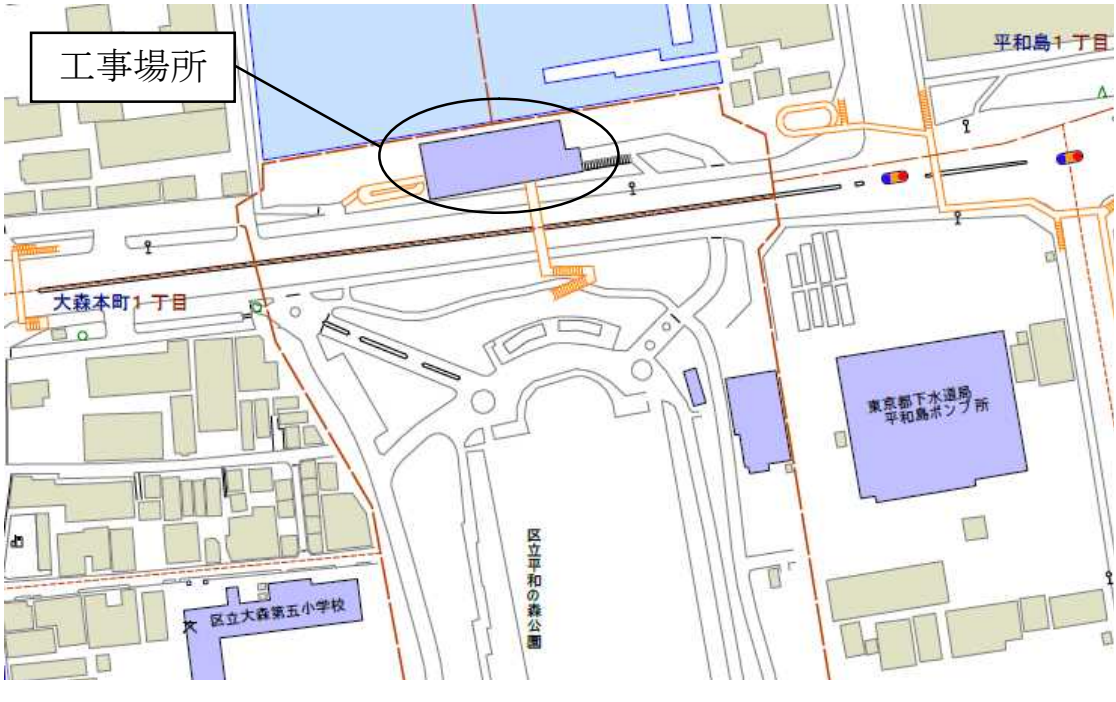 工事場所
平和島1丁目
大森本町1丁目
東京都下水道局
平和島ポンプ所
区立平和の森公園
区立大森第五小学校